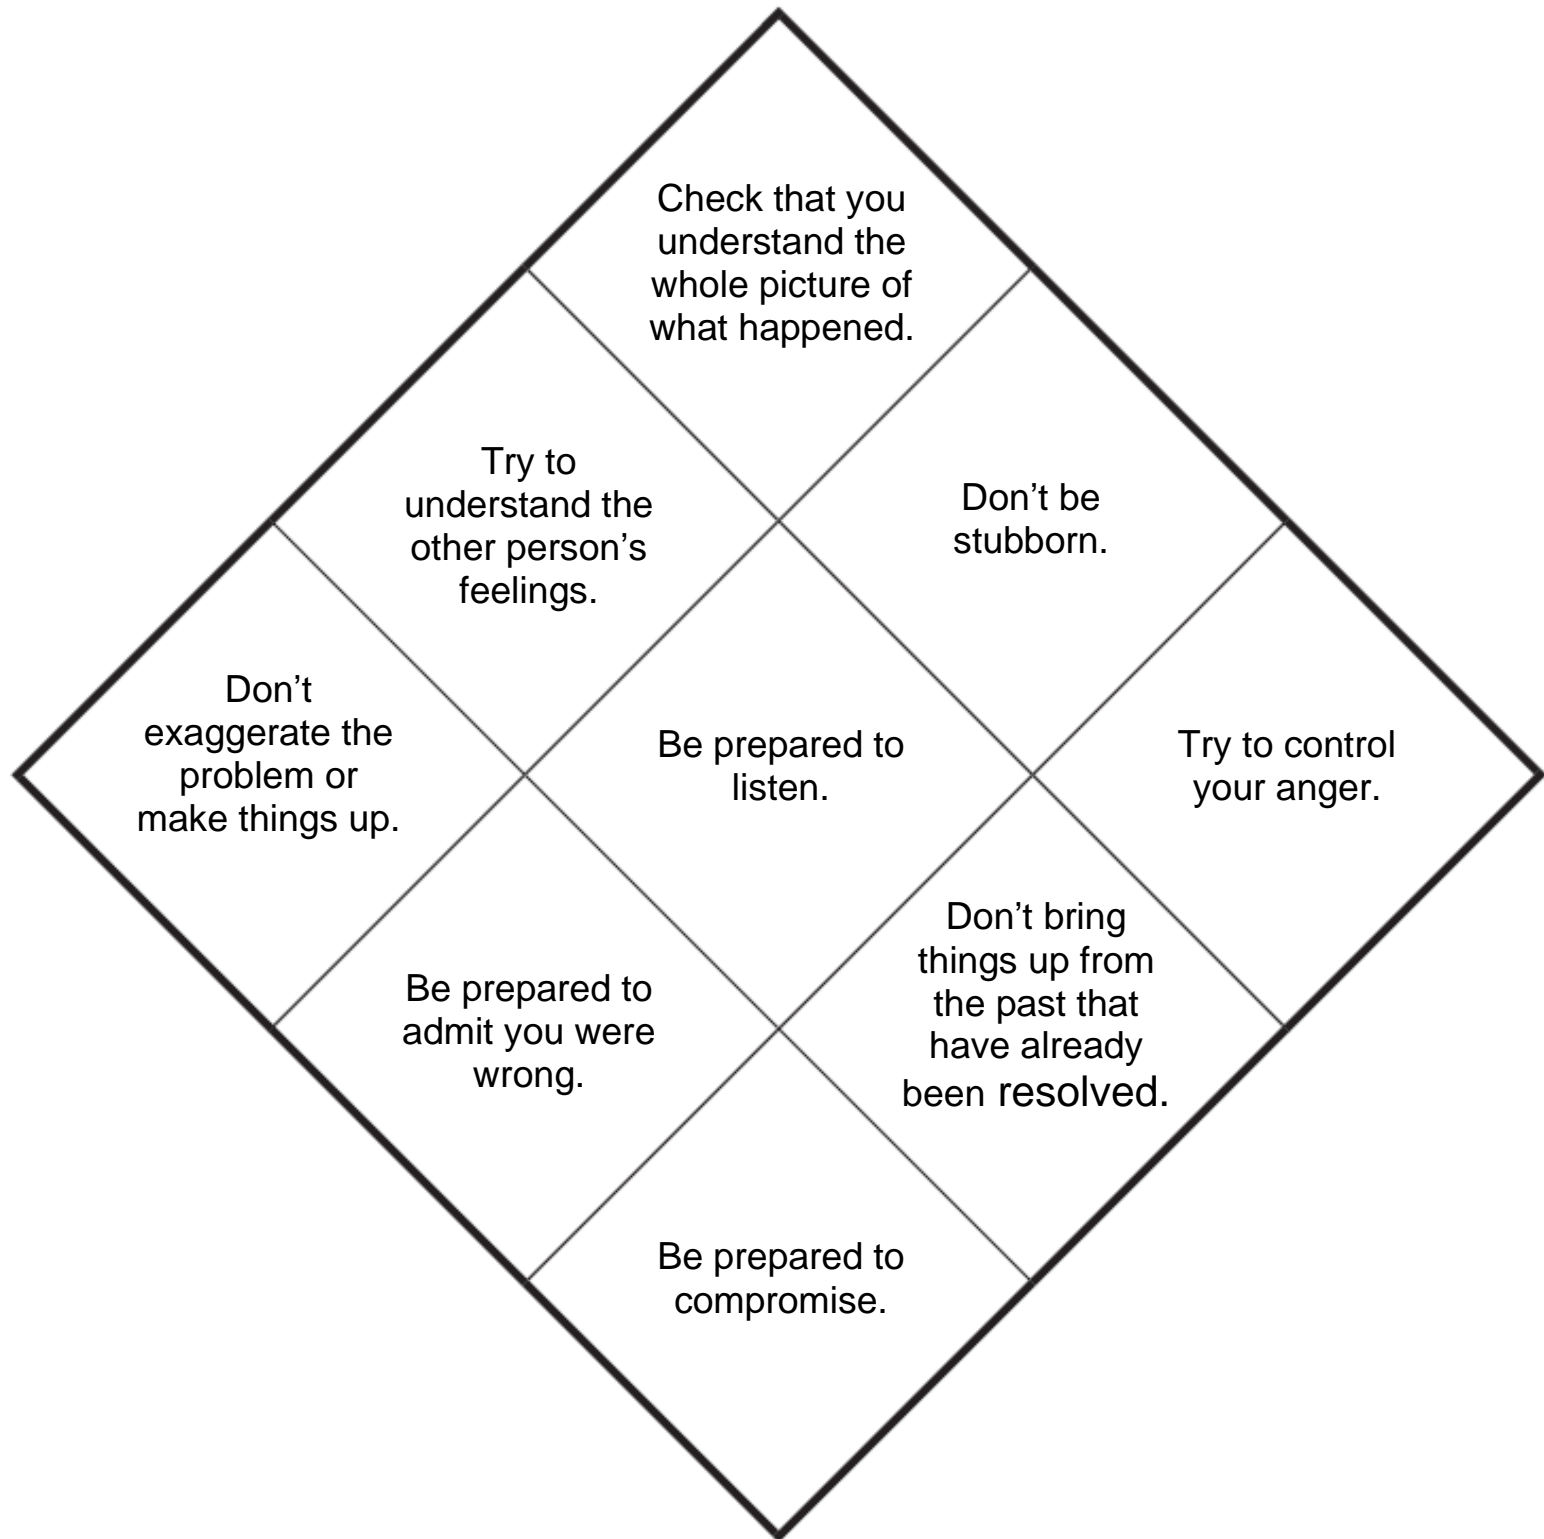 Check that you
understand the
whole picture of
what happened.
Try to
understand the
other person’s
feelings.
Don’t be
stubborn.
Don’t
exaggerate the
problem or
make things up.
Be prepared to
listen.
Try to control
your anger.
Be prepared to
admit you were
wrong.
Don’t bring
things up from
the past that
have already
been resolved.
Be prepared to
compromise.